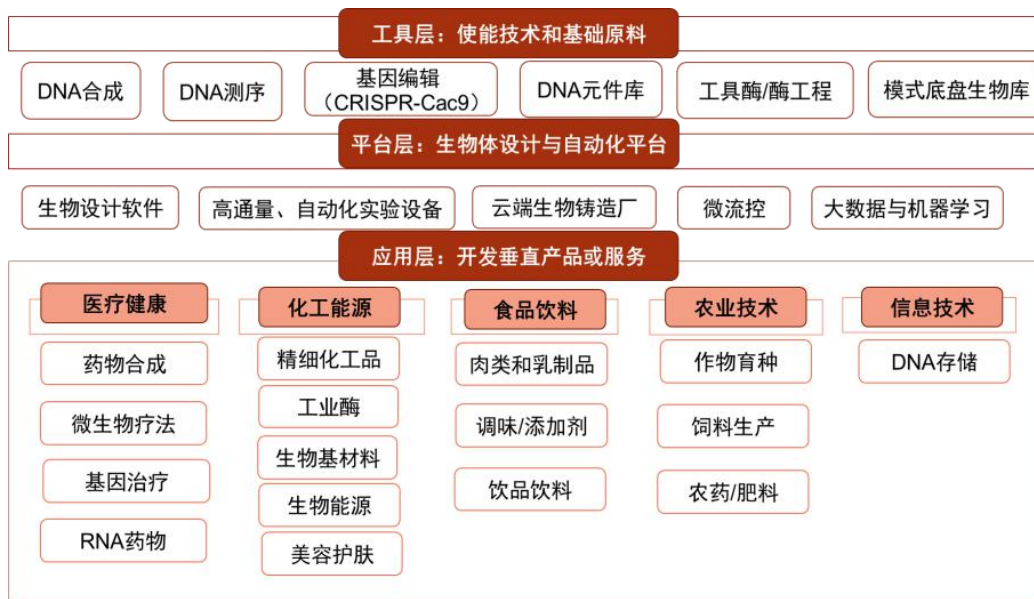 工具层：使能技术和基础原料
DNA合成
DNA测序
基因编辑
（CRISPR-Cac9）
DNA元件库
工具酶/酶工程
模式底盘生物库
平台层：生物体设计与自动化平台
生物设计软件
高通量、自动化实验设备
云端生物铸造厂
微流控
大数据与机器学习
应用层：开发垂直产品或服务
医疗健康
药物合成
微生物疗法
基因治疗
RNA药物
化工能源
精细化工品
工业酶
生物基材料
生物能源
美容护肤
食品饮料
肉类和乳制品
调味/添加剂
饮品饮料
农业技术
作物育种
饲料生产
农药/肥料
信息技术
DNA存储